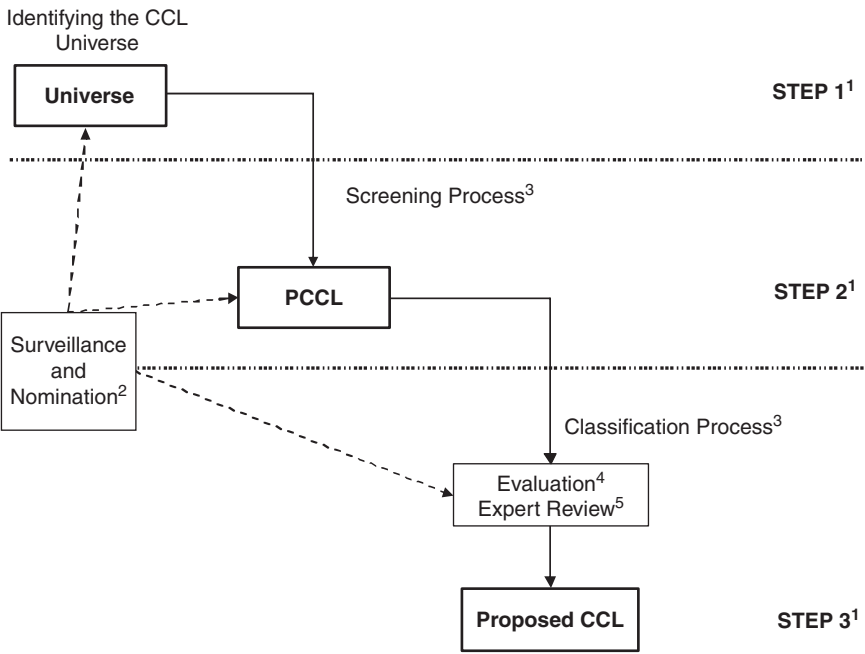 Identifying the CCL
Universe
Universe
STEP 1¹
Screening Process³
PCCL
STEP 2¹
Surveillance
and
Nomination²
Classification Process³
Evaluation⁴
Expert Review⁵
Proposed CCL
STEP 3¹